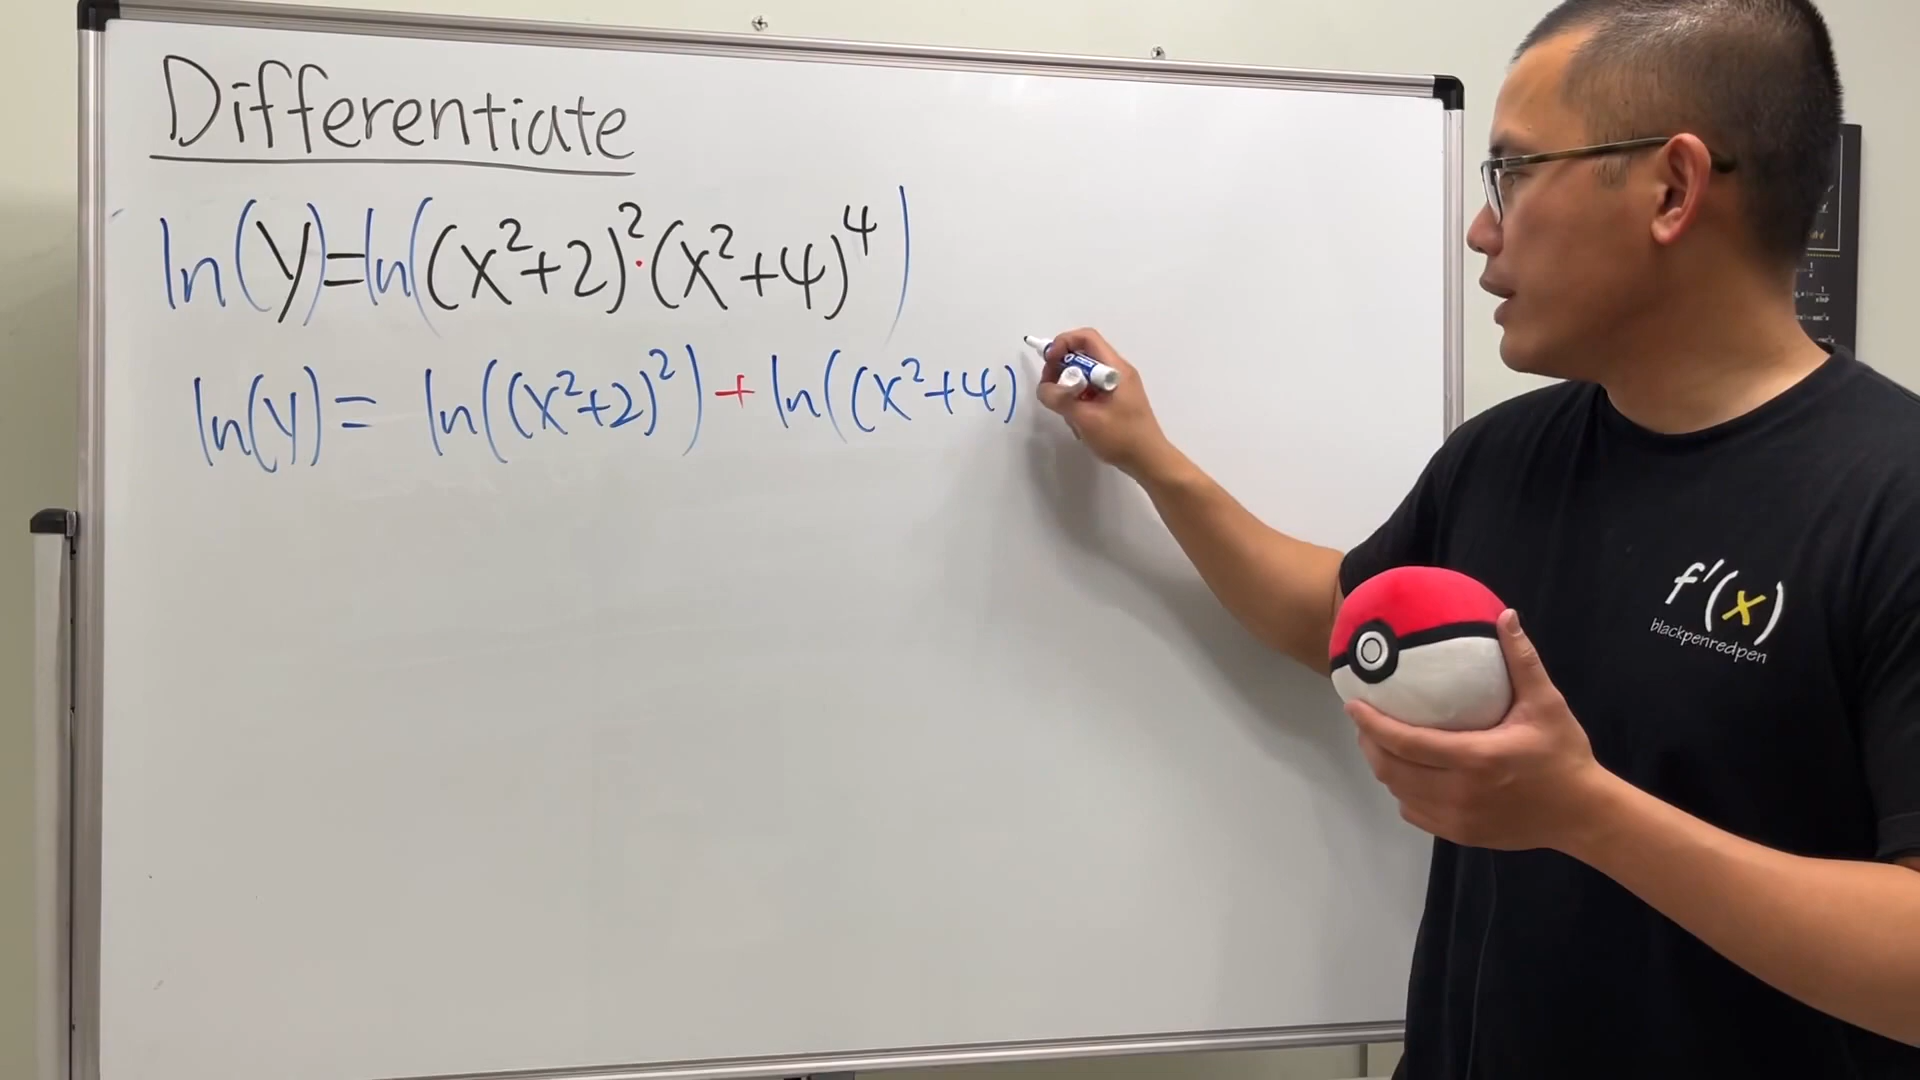 Differentiate
ln(y)=ln((x²+2)²·(x²+4)⁴)
ln(y) = ln((x²+2)²) + ln((x²+4)
f'(x)
blackpenredpen